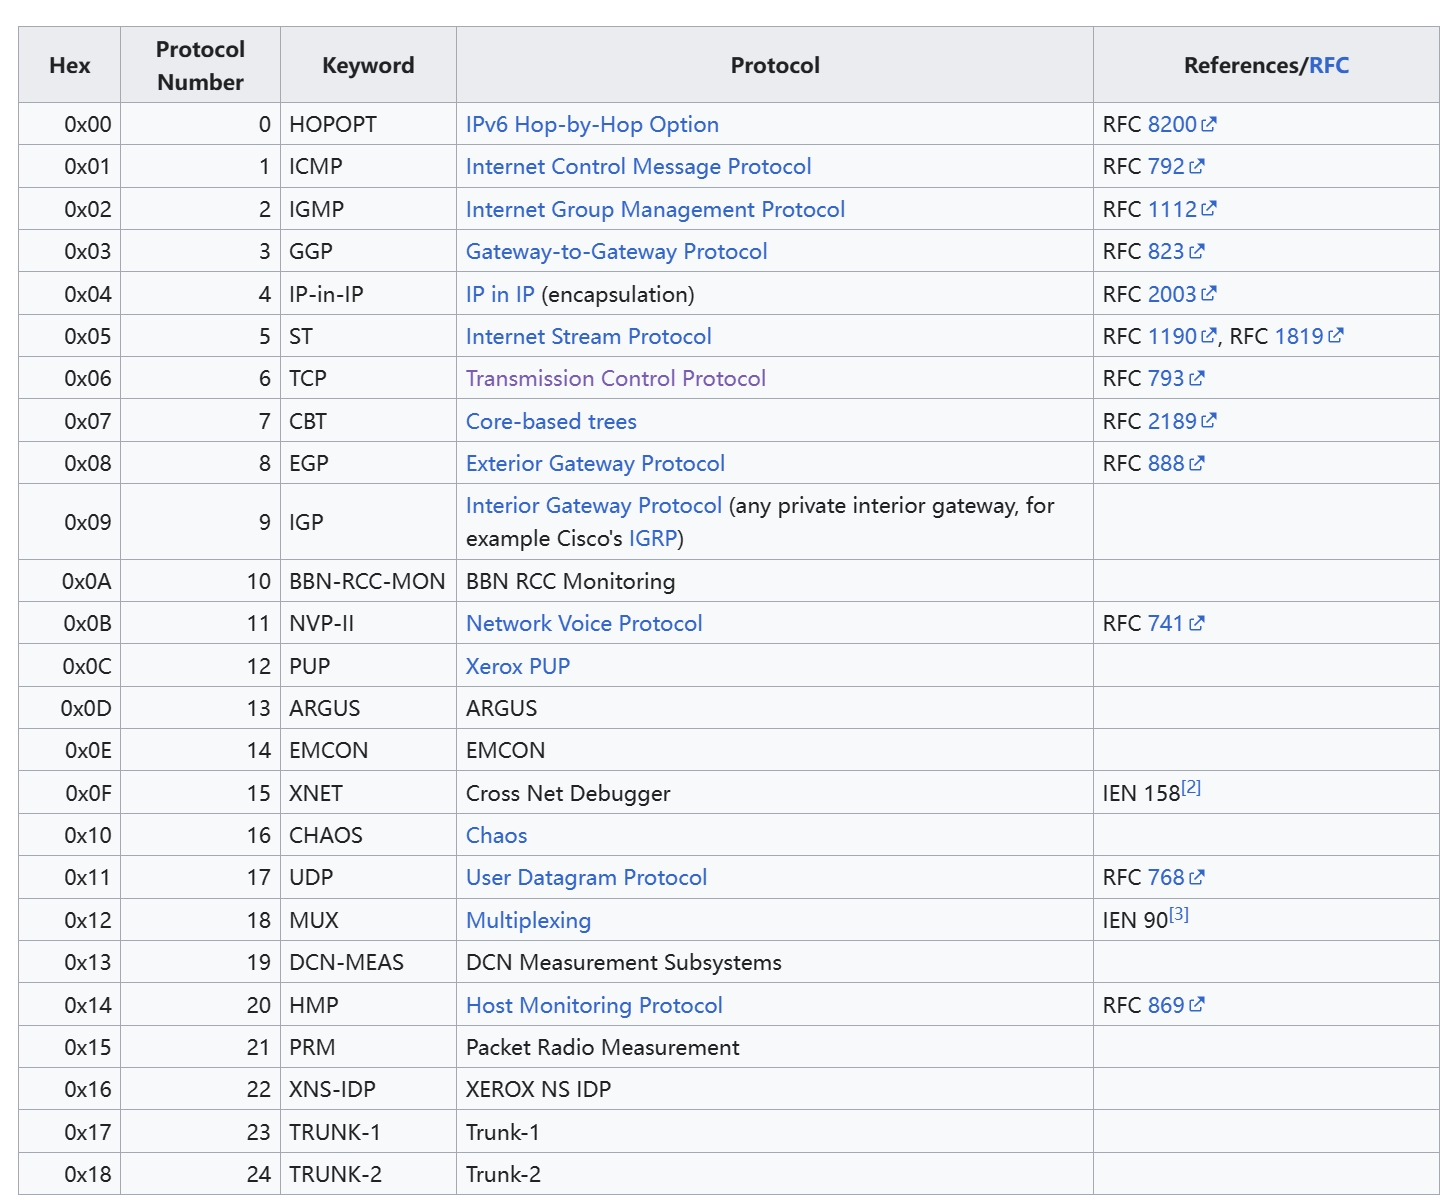 Hex Protocol Number Keyword Protocol References/RFC
0x00 0 HOPOPT IPv6 Hop-by-Hop Option RFC 8200
0x01 1 ICMP Internet Control Message Protocol RFC 792
0x02 2 IGMP Internet Group Management Protocol RFC 1112
0x03 3 GGP Gateway-to-Gateway Protocol RFC 823
0x04 4 IP-in-IP IP in IP (encapsulation) RFC 2003
0x05 5 ST Internet Stream Protocol RFC 1190, RFC 1819
0x06 6 TCP Transmission Control Protocol RFC 793
0x07 7 CBT Core-based trees RFC 2189
0x08 8 EGP Exterior Gateway Protocol RFC 888
0x09 9 IGP Interior Gateway Protocol (any private interior gateway, for
example Cisco's IGRP)
0x0A 10 BBN-RCC-MON BBN RCC Monitoring
0x0B 11 NVP-II Network Voice Protocol RFC 741
0x0C 12 PUP Xerox PUP
0x0D 13 ARGUS ARGUS
0x0E 14 EMCON EMCON
0x0F 15 XNET Cross Net Debugger IEN 158[2]
0x10 16 CHAOS Chaos
0x11 17 UDP User Datagram Protocol RFC 768
0x12 18 MUX Multiplexing IEN 90[3]
0x13 19 DCN-MEAS DCN Measurement Subsystems
0x14 20 HMP Host Monitoring Protocol RFC 869
0x15 21 PRM Packet Radio Measurement
0x16 22 XNS-IDP XEROX NS IDP
0x17 23 TRUNK-1 Trunk-1
0x18 24 TRUNK-2 Trunk-2